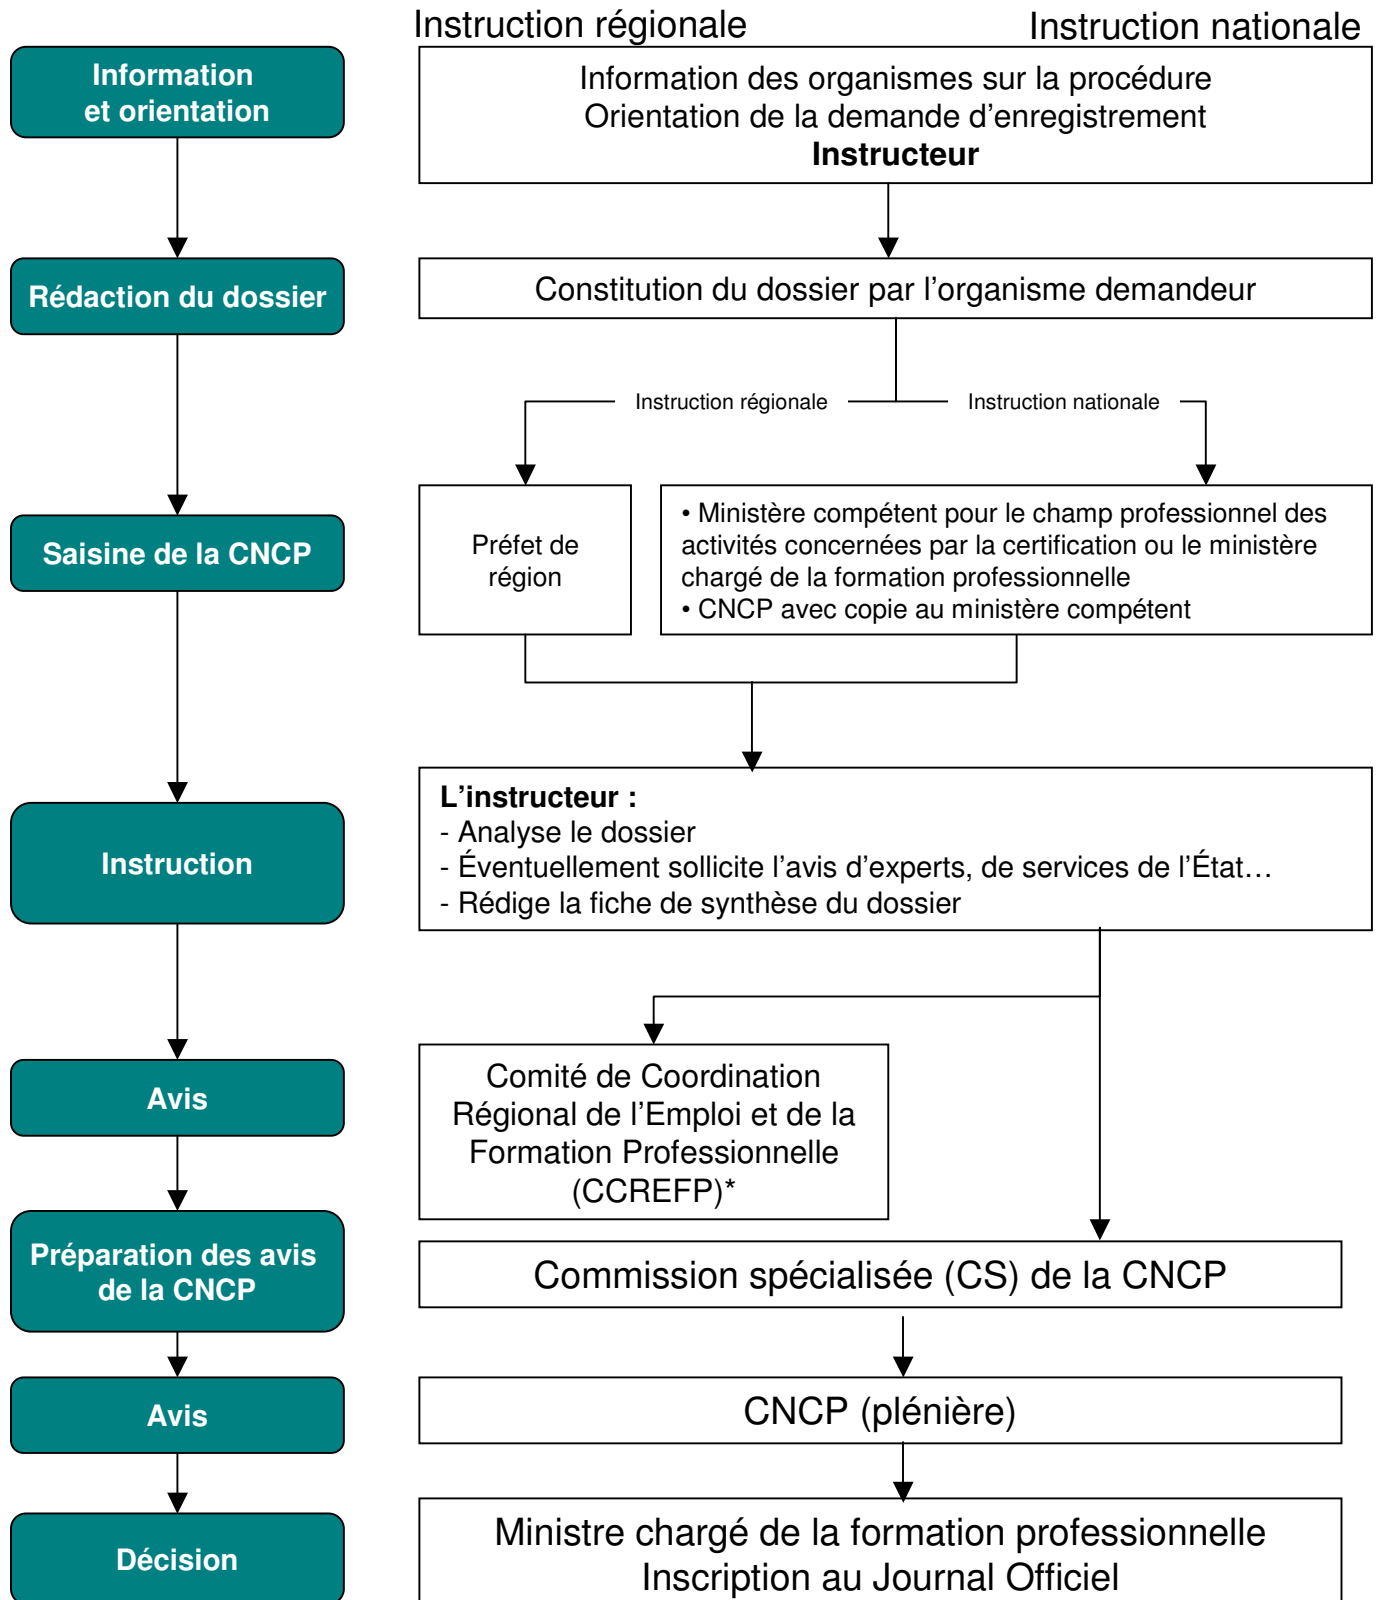 Instruction régionale
Instruction nationale
Information
et orientation
Information des organismes sur la procédure
Orientation de la demande d’enregistrement
Instructeur
Rédaction du dossier
Constitution du dossier par l’organisme demandeur
Instruction régionale
Instruction nationale
Saisine de la CNCP
Préfet de
région
• Ministère compétent pour le champ professionnel des
activités concernées par la certification ou le ministère
chargé de la formation professionnelle
• CNCP avec copie au ministère compétent
Instruction
L’instructeur :
- Analyse le dossier
- Éventuellement sollicite l’avis d’experts, de services de l’État…
- Rédige la fiche de synthèse du dossier
Avis
Comité de Coordination
Régional de l’Emploi et de la
Formation Professionnelle
(CCREFP)*
Préparation des avis
de la CNCP
Commission spécialisée (CS) de la CNCP
Avis
CNCP (plénière)
Décision
Ministre chargé de la formation professionnelle
Inscription au Journal Officiel